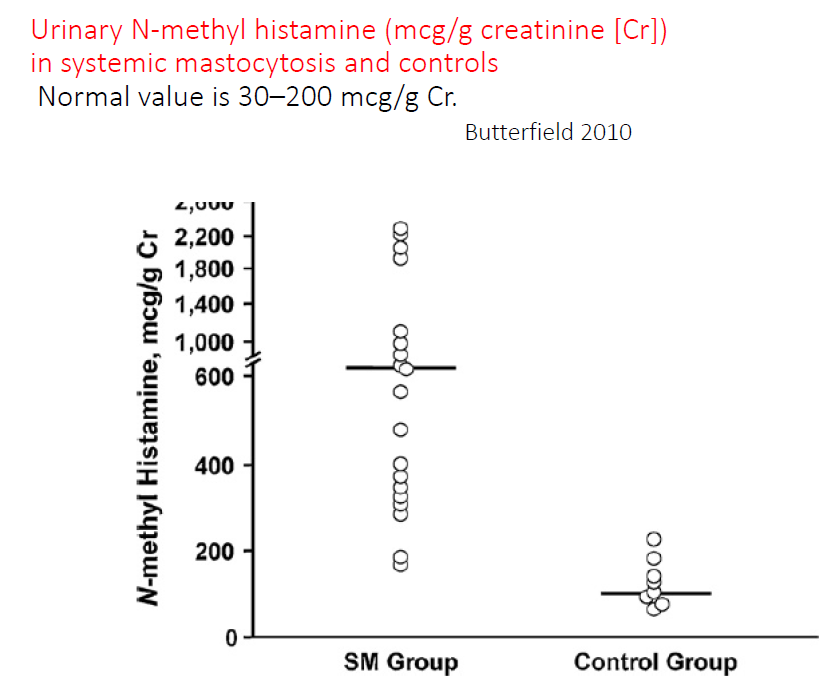 Urinary N-methyl histamine (mcg/g creatinine [Cr])
in systemic mastocytosis and controls
Normal value is 30–200 mcg/g Cr.
Butterfield 2010
N-methyl Histamine, mcg/g Cr
2,200
1,800
1,400
1,000
600
400
200
0
SM Group
Control Group